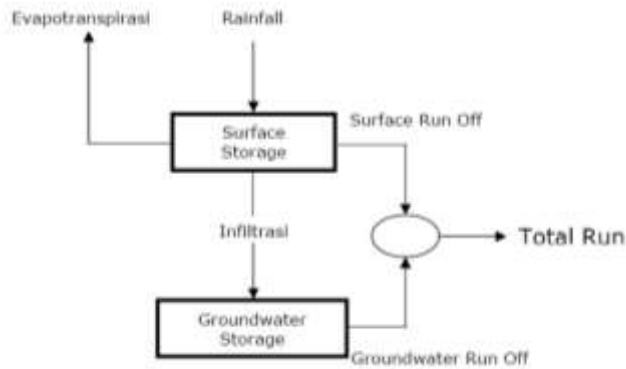 Evapotranspirasi
Rainfall
Surface
Storage
Surface Run Off
Infiltrasi
Total Run
Groundwater
Storage
Groundwater Run Off